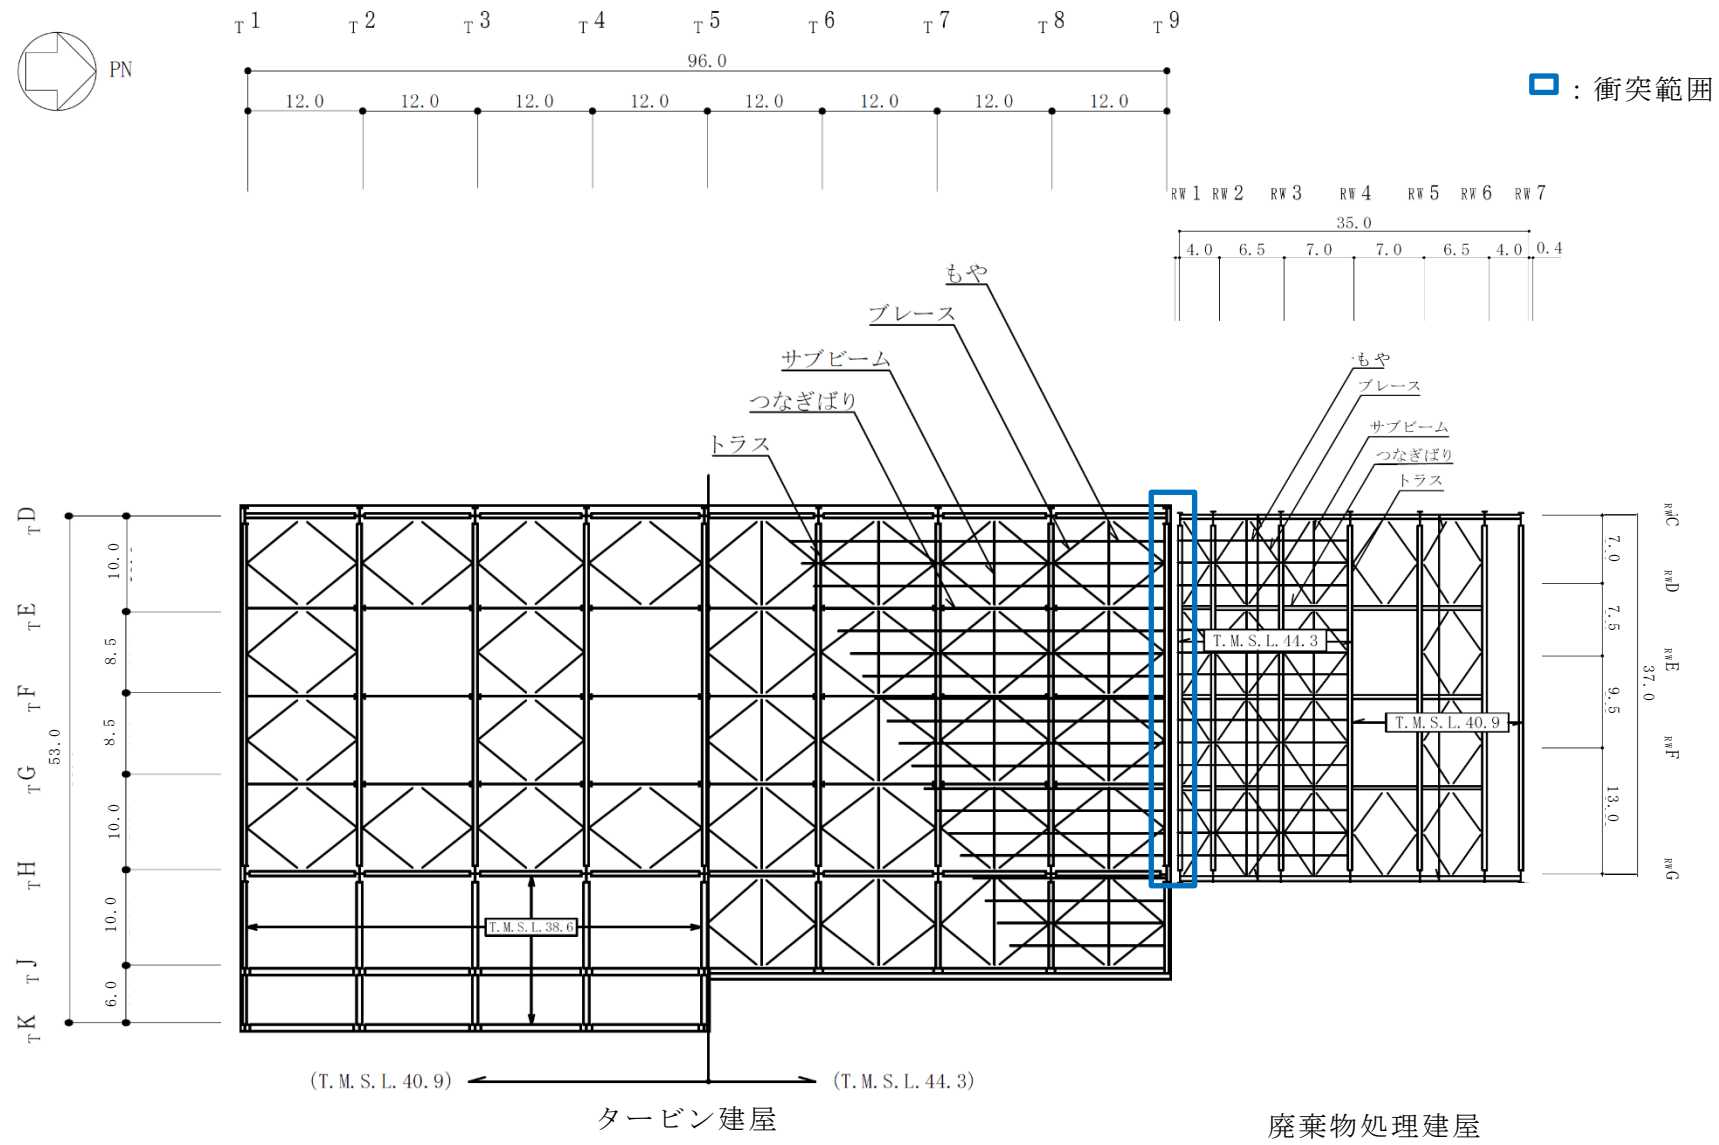 T1 T2 T3 T4 T5 T6 T7 T8 T9
PN
96.0
12.0 12.0 12.0 12.0 12.0 12.0 12.0 12.0
：衝突範囲
RW1 RW2 RW3 RW4 RW5 RW6 RW7
35.0
4.0 6.5 7.0 7.0 6.5 4.0 0.4
もや
ブレース
サブビーム
つなぎばり
トラス
もや
ブレース
サブビーム
つなぎばり
トラス
TD
TE
TF
TG
TH
TJ
TK
10.0
8.5
8.5
10.0
10.0
6.0
53.0
T.M.S.L.38.6
T.M.S.L.44.3
T.M.S.L.40.9
RWC
RWD
RWE
RWF
RWG
7.0
7.5
9.5
13.0
37.0
(T.M.S.L.40.9)
(T.M.S.L.44.3)
タービン建屋
廃棄物処理建屋